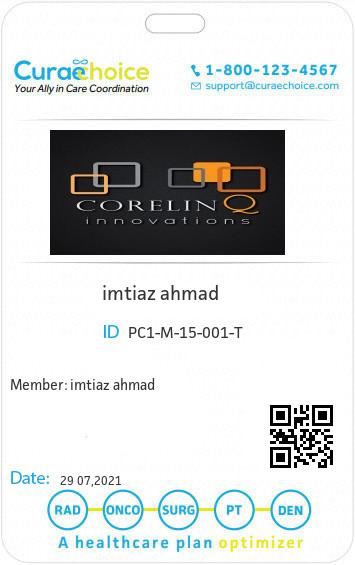 Curaechoice
Your Ally in Care Coordination
1-800-123-4567
support@curaechoice.com
CORELINQ
innovations
imtiaz ahmad
ID PC1-M-15-001-T
Member: imtiaz ahmad
Date: 29 07,2021
RAD ONCO SURG PT DEN
A healthcare plan optimizer